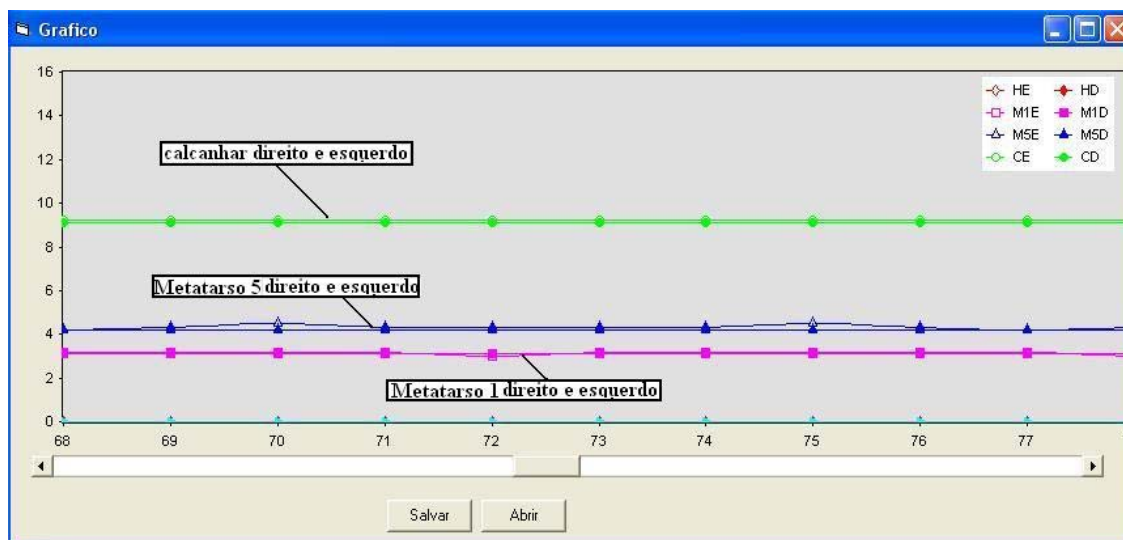 Grafico
16
14
12
10
8
6
4
2
0
HE HD
M1E M1D
M5E M5D
CE CD
calcanhar direito e esquerdo
Metatarso 5 direito e esquerdo
Metatarso 1 direito e esquerdo
68 69 70 71 72 73 74 75 76 77
Salvar Abrir